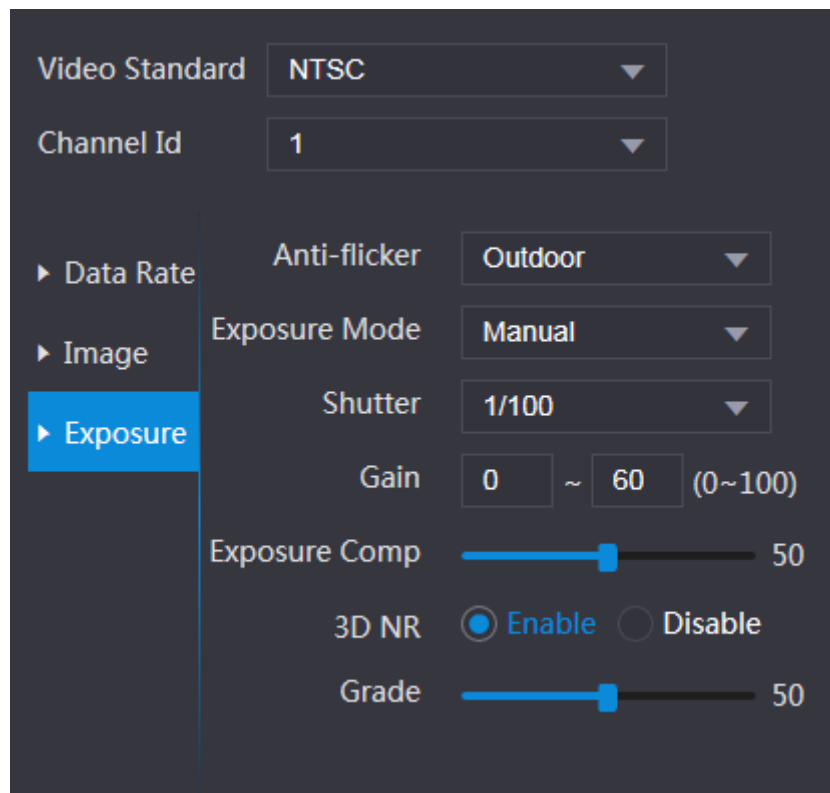 Video Standard NTSC
Channel Id 1
Data Rate
Image
Exposure
Anti-flicker Outdoor
Exposure Mode Manual
Shutter 1/100
Gain 0 ~ 60 (0~100)
Exposure Comp 50
3D NR Enable Disable
Grade 50